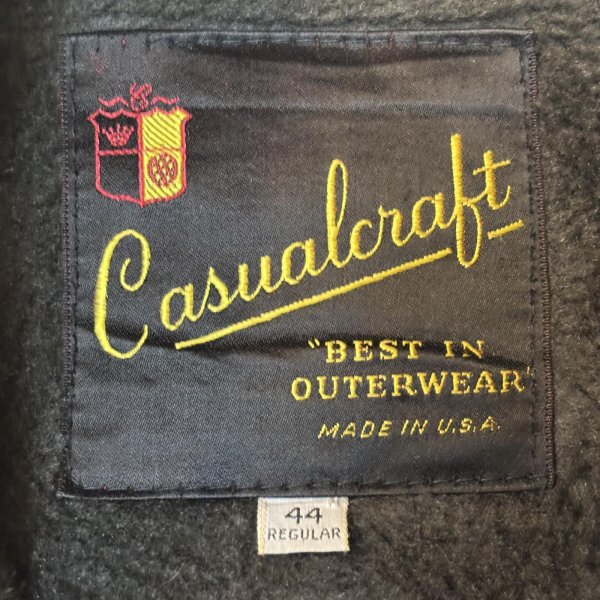 Casualcraft
"BEST IN
OUTERWEAR"
MADE IN U.S.A.
44
REGULAR